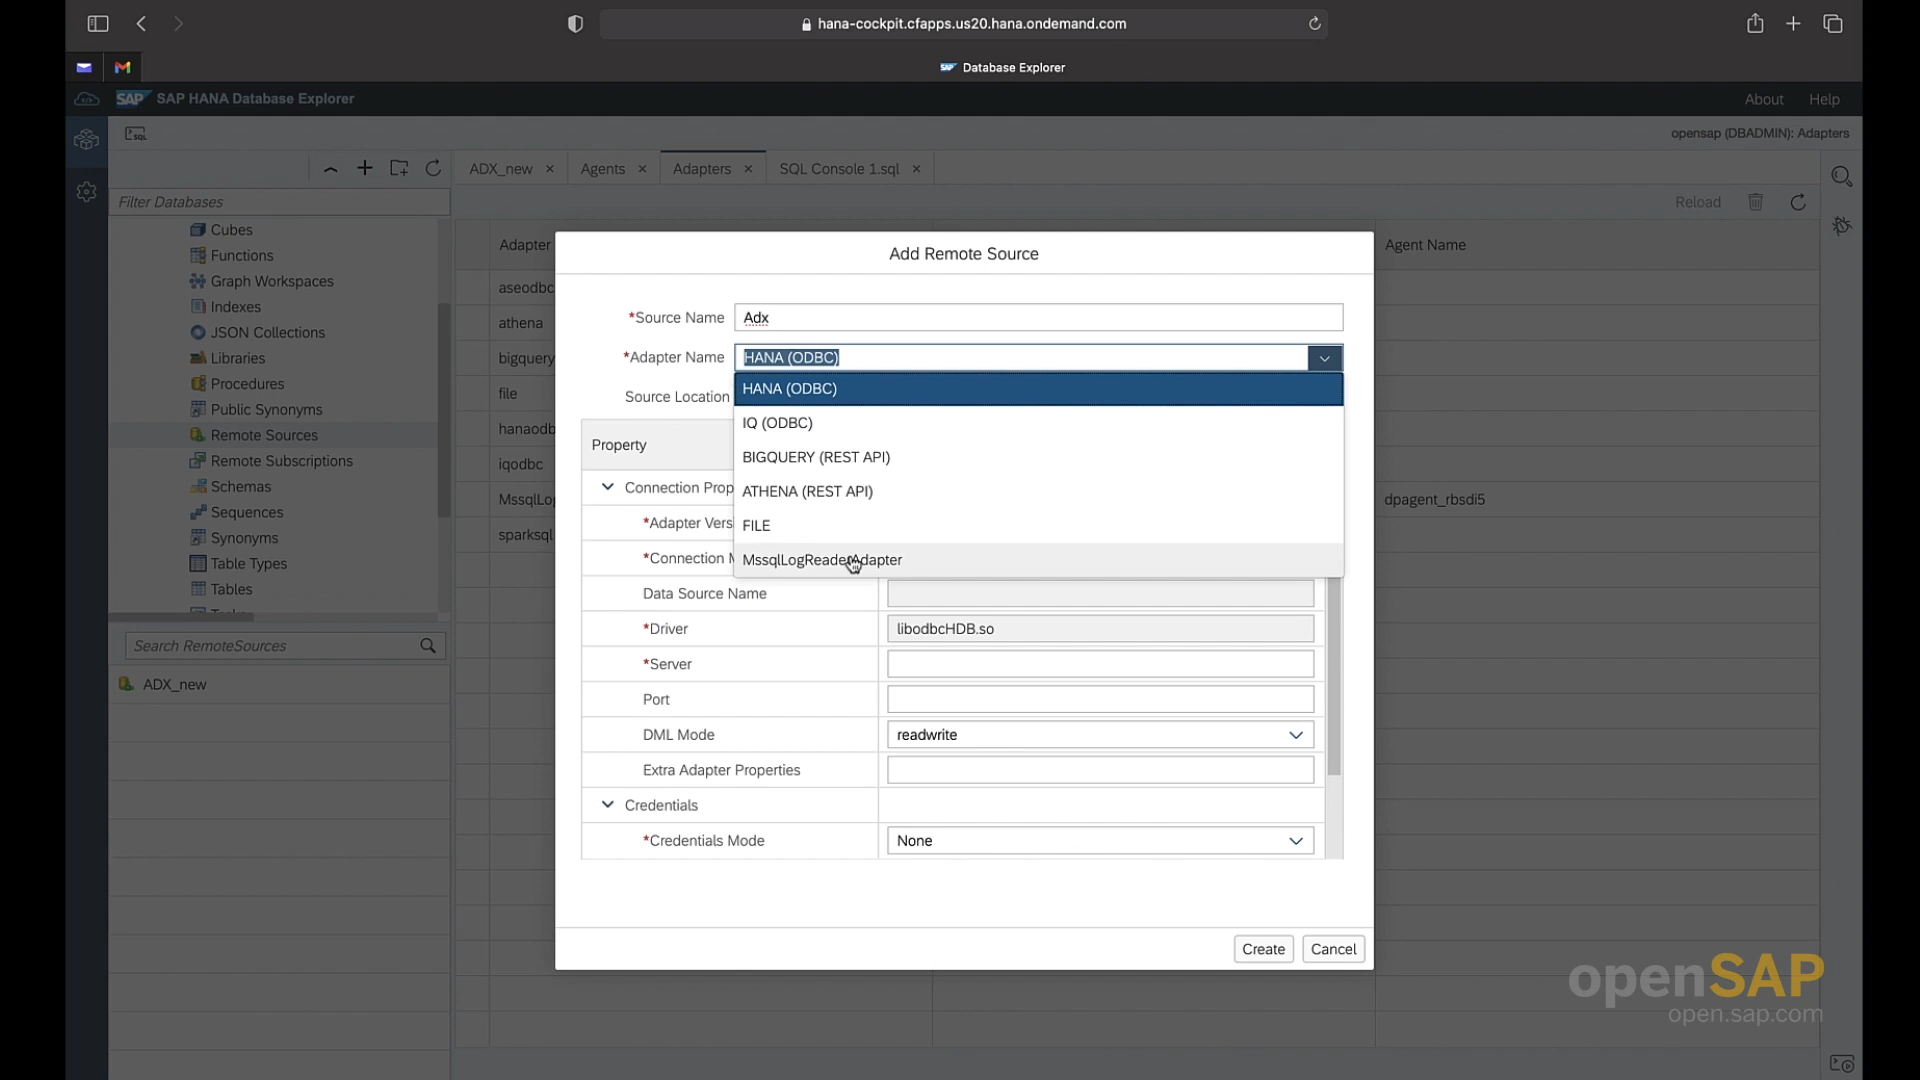 hana-cockpit.cfapps.us20.hana.ondemand.com
SAP Database Explorer
SAP SAP HANA Database Explorer
About
Help
SQL
opensap (DBADMIN): Adapters
ADX_new ×
Agents ×
Adapters ×
SQL Console 1.sql ×
Filter Databases
Reload
Cubes
Functions
Graph Workspaces
Indexes
JSON Collections
Libraries
Procedures
Public Synonyms
Remote Sources
Remote Subscriptions
Schemas
Sequences
Synonyms
Table Types
Tables
Search RemoteSources
ADX_new
Adapter
Agent Name
aseodbc
athena
bigquery
file
hanaodb
iqodbc
MssqlLog
dpagent_rbsdi5
sparksql
Add Remote Source
*Source Name
Adx
*Adapter Name
HANA (ODBC)
Source Location
HANA (ODBC)
IQ (ODBC)
BIGQUERY (REST API)
ATHENA (REST API)
FILE
MssqlLogReaderAdapter
Property
Connection Prop
*Adapter Vers
*Connection M
Data Source Name
*Driver
libodbcHDB.so
*Server
Port
DML Mode
readwrite
Extra Adapter Properties
Credentials
*Credentials Mode
None
Create
Cancel
openSAP
open.sap.com